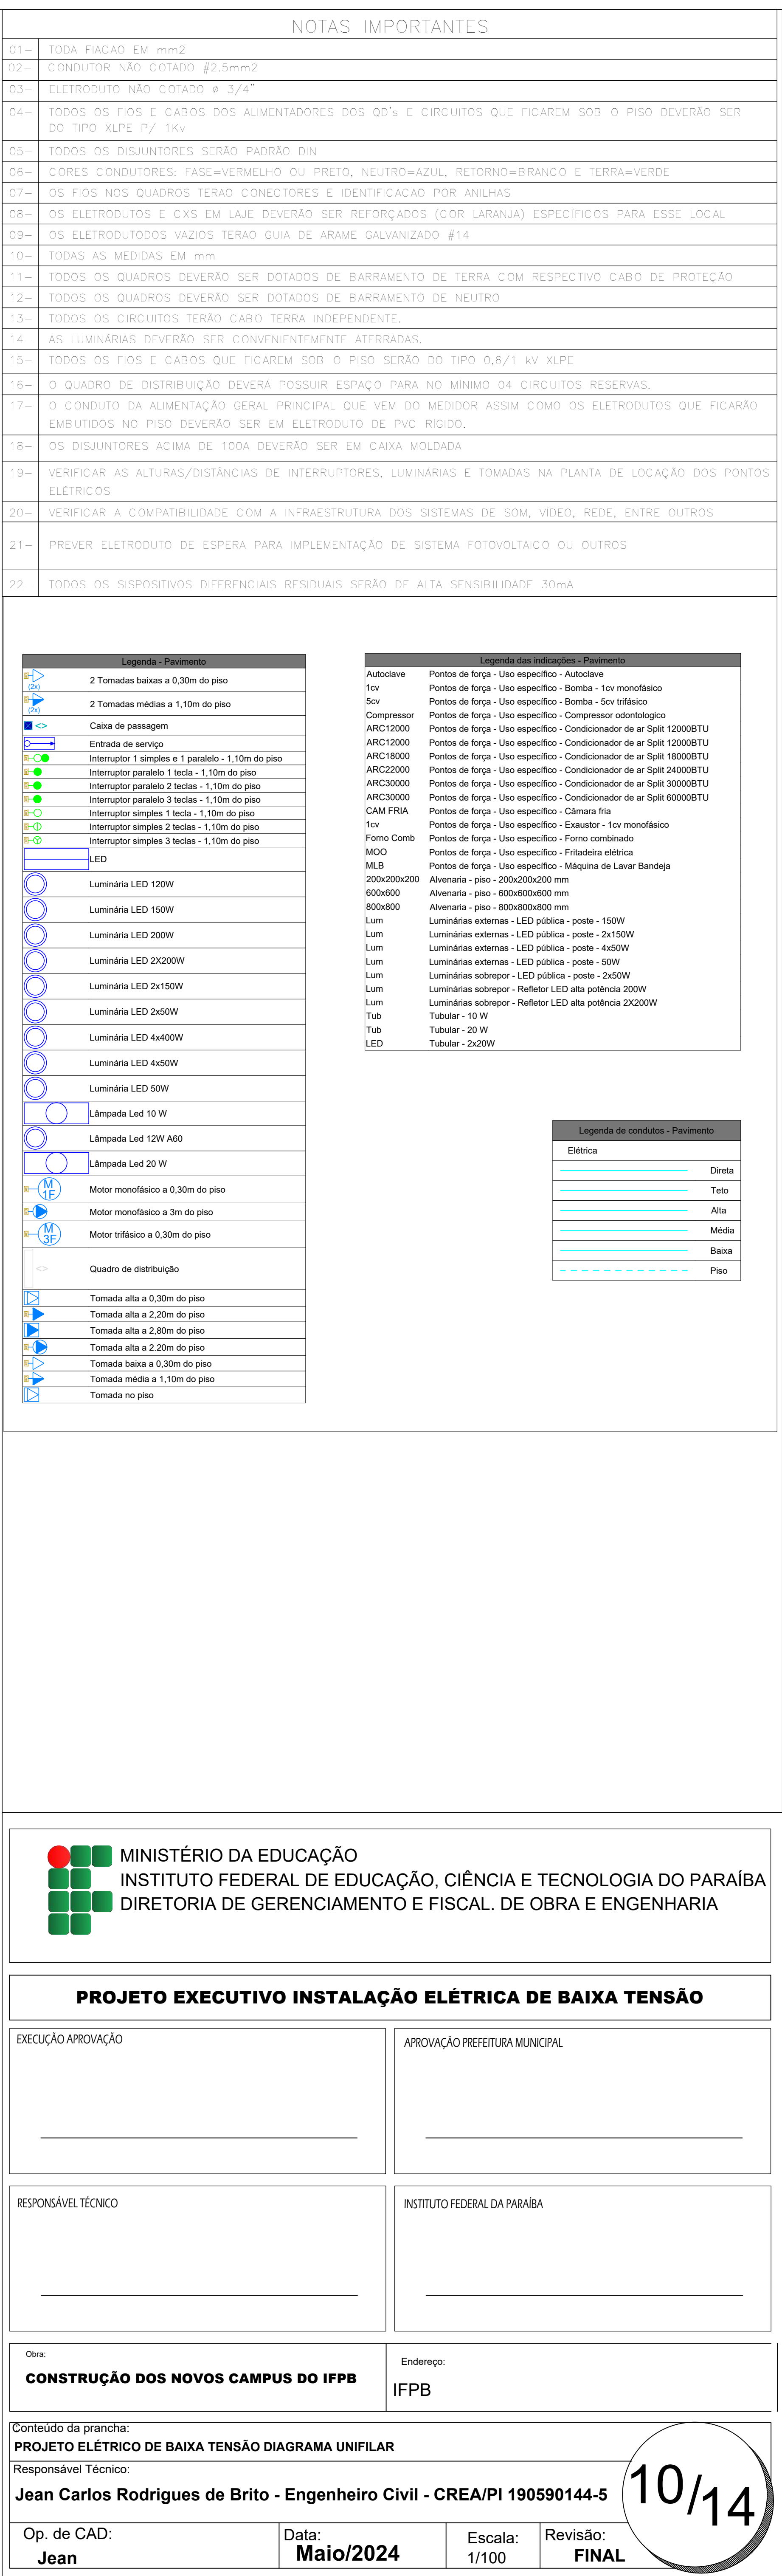 NOTAS IMPORTANTES
01- TODA FIACAO EM mm2
02- CONDUTOR NÃO COTADO #2.5mm2
03- ELETRODUTO NÃO COTADO ø 3/4"
04- TODOS OS FIOS E CABOS DOS ALIMENTADORES DOS QD's E CIRCUITOS QUE FICAREM SOB O PISO DEVERÃO SER
DO TIPO XLPE P/ 1Kv
05- TODOS OS DISJUNTORES SERÃO PADRÃO DIN
06- CORES CONDUTORES: FASE=VERMELHO OU PRETO, NEUTRO=AZUL, RETORNO=BRANCO E TERRA=VERDE
07- OS FIOS NOS QUADROS TERAO CONECTORES E IDENTIFICACAO POR ANILHAS
08- OS ELETRODUTOS E CXS EM LAJE DEVERÃO SER REFORÇADOS (COR LARANJA) ESPECÍFICOS PARA ESSE LOCAL
09- OS ELETRODUTODOS VAZIOS TERAO GUIA DE ARAME GALVANIZADO #14
10- TODAS AS MEDIDAS EM mm
11- TODOS OS QUADROS DEVERÃO SER DOTADOS DE BARRAMENTO DE TERRA COM RESPECTIVO CABO DE PROTEÇÃO
12- TODOS OS QUADROS DEVERÃO SER DOTADOS DE BARRAMENTO DE NEUTRO
13- TODOS OS CIRCUITOS TERÃO CABO TERRA INDEPENDENTE.
14- AS LUMINÁRIAS DEVERÃO SER CONVENIENTEMENTE ATERRADAS.
15- TODOS OS FIOS E CABOS QUE FICAREM SOB O PISO SERÃO DO TIPO 0,6/1 kV XLPE
16- O QUADRO DE DISTRIBUIÇÃO DEVERÁ POSSUIR ESPAÇO PARA NO MÍNIMO 04 CIRCUITOS RESERVAS.
17- O CONDUTO DA ALIMENTAÇÃO GERAL PRINCIPAL QUE VEM DO MEDIDOR ASSIM COMO OS ELETRODUTOS QUE FICARÃO
EMBUTIDOS NO PISO DEVERÃO SER EM ELETRODUTO DE PVC RÍGIDO.
18- OS DISJUNTORES ACIMA DE 100A DEVERÃO SER EM CAIXA MOLDADA
19- VERIFICAR AS ALTURAS/DISTÂNCIAS DE INTERRUPTORES, LUMINÁRIAS E TOMADAS NA PLANTA DE LOCAÇÃO DOS PONTOS
ELÉTRICOS
20- VERIFICAR A COMPATIBILIDADE COM A INFRAESTRUTURA DOS SISTEMAS DE SOM, VÍDEO, REDE, ENTRE OUTROS
21- PREVER ELETRODUTO DE ESPERA PARA IMPLEMENTAÇÃO DE SISTEMA FOTOVOLTAICO OU OUTROS
22- TODOS OS SISPOSITIVOS DIFERENCIAIS RESIDUAIS SERÃO DE ALTA SENSIBILIDADE 30mA
Legenda - Pavimento
(2x) 2 Tomadas baixas a 0,30m do piso
(2x) 2 Tomadas médias a 1,10m do piso
<> Caixa de passagem
Entrada de serviço
Interruptor 1 simples e 1 paralelo - 1,10m do piso
Interruptor paralelo 1 tecla - 1,10m do piso
Interruptor paralelo 2 teclas - 1,10m do piso
Interruptor paralelo 3 teclas - 1,10m do piso
Interruptor simples 1 tecla - 1,10m do piso
Interruptor simples 2 teclas - 1,10m do piso
Interruptor simples 3 teclas - 1,10m do piso
LED
Luminária LED 120W
Luminária LED 150W
Luminária LED 200W
Luminária LED 2X200W
Luminária LED 2x150W
Luminária LED 2x50W
Luminária LED 4x400W
Luminária LED 4x50W
Luminária LED 50W
Lâmpada Led 10 W
Lâmpada Led 12W A60
Lâmpada Led 20 W
M 1F Motor monofásico a 0,30m do piso
Motor monofásico a 3m do piso
M 3F Motor trifásico a 0,30m do piso
<> Quadro de distribuição
Tomada alta a 0,30m do piso
Tomada alta a 2,20m do piso
Tomada alta a 2,80m do piso
Tomada alta a 2.20m do piso
Tomada baixa a 0,30m do piso
Tomada média a 1,10m do piso
Tomada no piso
Legenda das indicações - Pavimento
Autoclave Pontos de força - Uso específico - Autoclave
1cv Pontos de força - Uso específico - Bomba - 1cv monofásico
5cv Pontos de força - Uso específico - Bomba - 5cv trifásico
Compressor Pontos de força - Uso específico - Compressor odontologico
ARC12000 Pontos de força - Uso específico - Condicionador de ar Split 12000BTU
ARC12000 Pontos de força - Uso específico - Condicionador de ar Split 12000BTU
ARC18000 Pontos de força - Uso específico - Condicionador de ar Split 18000BTU
ARC22000 Pontos de força - Uso específico - Condicionador de ar Split 24000BTU
ARC30000 Pontos de força - Uso específico - Condicionador de ar Split 30000BTU
ARC30000 Pontos de força - Uso específico - Condicionador de ar Split 60000BTU
CAM FRIA Pontos de força - Uso específico - Câmara fria
1cv Pontos de força - Uso específico - Exaustor - 1cv monofásico
Forno Comb Pontos de força - Uso específico - Forno combinado
MOO Pontos de força - Uso específico - Fritadeira elétrica
MLB Pontos de força - Uso específico - Máquina de Lavar Bandeja
200x200x200 Alvenaria - piso - 200x200x200 mm
600x600 Alvenaria - piso - 600x600x600 mm
800x800 Alvenaria - piso - 800x800x800 mm
Lum Luminárias externas - LED pública - poste - 150W
Lum Luminárias externas - LED pública - poste - 2x150W
Lum Luminárias externas - LED pública - poste - 4x50W
Lum Luminárias externas - LED pública - poste - 50W
Lum Luminárias sobrepor - LED pública - poste - 2x50W
Lum Luminárias sobrepor - Refletor LED alta potência 200W
Lum Luminárias sobrepor - Refletor LED alta potência 2X200W
Tub Tubular - 10 W
Tub Tubular - 20 W
LED Tubular - 2x20W
Legenda de condutos - Pavimento
Elétrica
Direta
Teto
Alta
Média
Baixa
Piso
MINISTÉRIO DA EDUCAÇÃO
INSTITUTO FEDERAL DE EDUCAÇÃO, CIÊNCIA E TECNOLOGIA DO PARAÍBA
DIRETORIA DE GERENCIAMENTO E FISCAL. DE OBRA E ENGENHARIA
PROJETO EXECUTIVO INSTALAÇÃO ELÉTRICA DE BAIXA TENSÃO
EXECUÇÃO APROVAÇÃO
APROVAÇÃO PREFEITURA MUNICIPAL
RESPONSÁVEL TÉCNICO
INSTITUTO FEDERAL DA PARAÍBA
Obra:
CONSTRUÇÃO DOS NOVOS CAMPUS DO IFPB
Endereço:
IFPB
Conteúdo da prancha:
PROJETO ELÉTRICO DE BAIXA TENSÃO DIAGRAMA UNIFILAR
Responsável Técnico:
Jean Carlos Rodrigues de Brito - Engenheiro Civil - CREA/PI 190590144-5
10/14
Op. de CAD:
Jean
Data:
Maio/2024
Escala:
1/100
Revisão:
FINAL